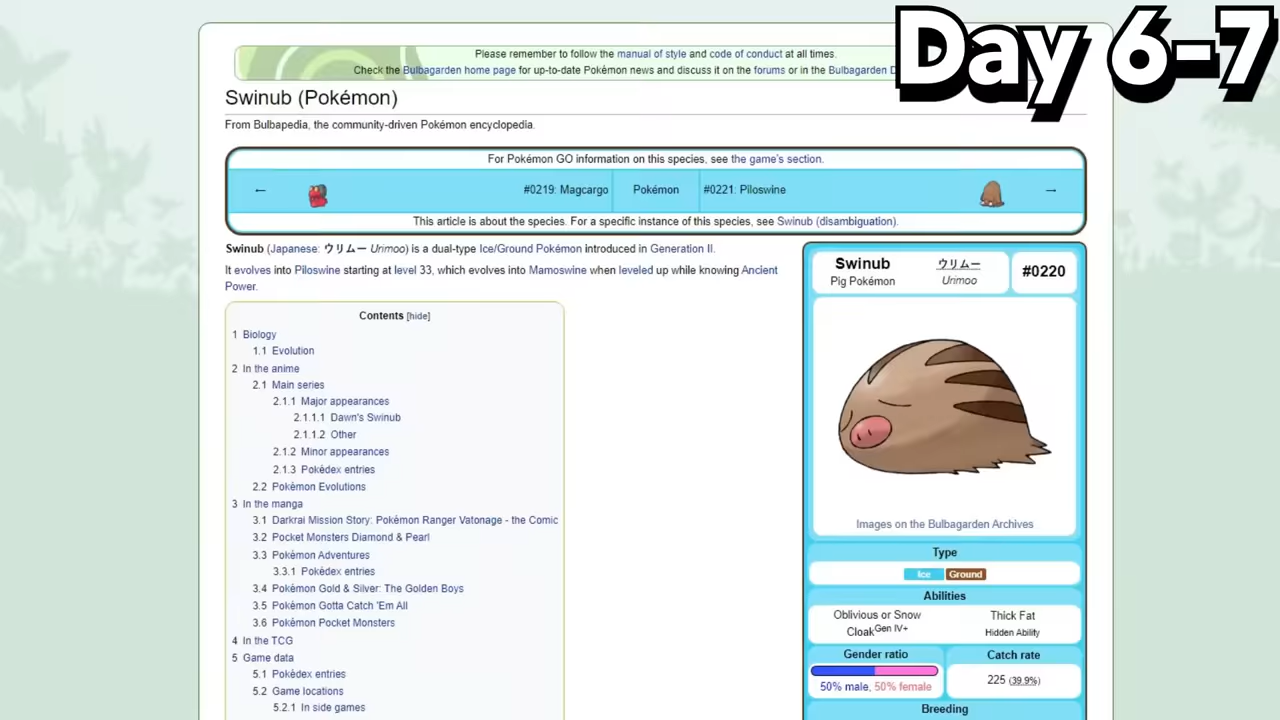 Day 6-7
Please remember to follow the manual of style and code of conduct at all times.
Check the Bulbagarden home page for up-to-date Pokémon news and discuss it on the forums or in the Bulbagarden
Swinub (Pokémon)
From Bulbapedia, the community-driven Pokémon encyclopedia.
For Pokémon GO information on this species, see the game's section.
← #0219: Magcargo Pokémon #0221: Piloswine →
This article is about the species. For a specific instance of this species, see Swinub (disambiguation).
Swinub (Japanese: ウリムー Urimoo) is a dual-type Ice/Ground Pokémon introduced in Generation II.
It evolves into Piloswine starting at level 33, which evolves into Mamoswine when leveled up while knowing Ancient
Power.
Contents [hide]
1 Biology
1.1 Evolution
2 In the anime
2.1 Main series
2.1.1 Major appearances
2.1.1.1 Dawn's Swinub
2.1.1.2 Other
2.1.2 Minor appearances
2.1.3 Pokédex entries
2.2 Pokémon Evolutions
3 In the manga
3.1 Darkrai Mission Story: Pokémon Ranger Vatonage - the Comic
3.2 Pocket Monsters Diamond & Pearl
3.3 Pokémon Adventures
3.3.1 Pokédex entries
3.4 Pokémon Gold & Silver: The Golden Boys
3.5 Pokémon Gotta Catch 'Em All
3.6 Pokémon Pocket Monsters
4 In the TCG
5 Game data
5.1 Pokédex entries
5.2 Game locations
5.2.1 In side games
Swinub ウリムー #0220
Pig Pokémon Urimoo
Images on the Bulbagarden Archives
Type
Ice Ground
Abilities
Oblivious or Snow Thick Fat
Cloak Gen IV+ Hidden Ability
Gender ratio Catch rate
50% male, 50% female 225 (39.9%)
Breeding